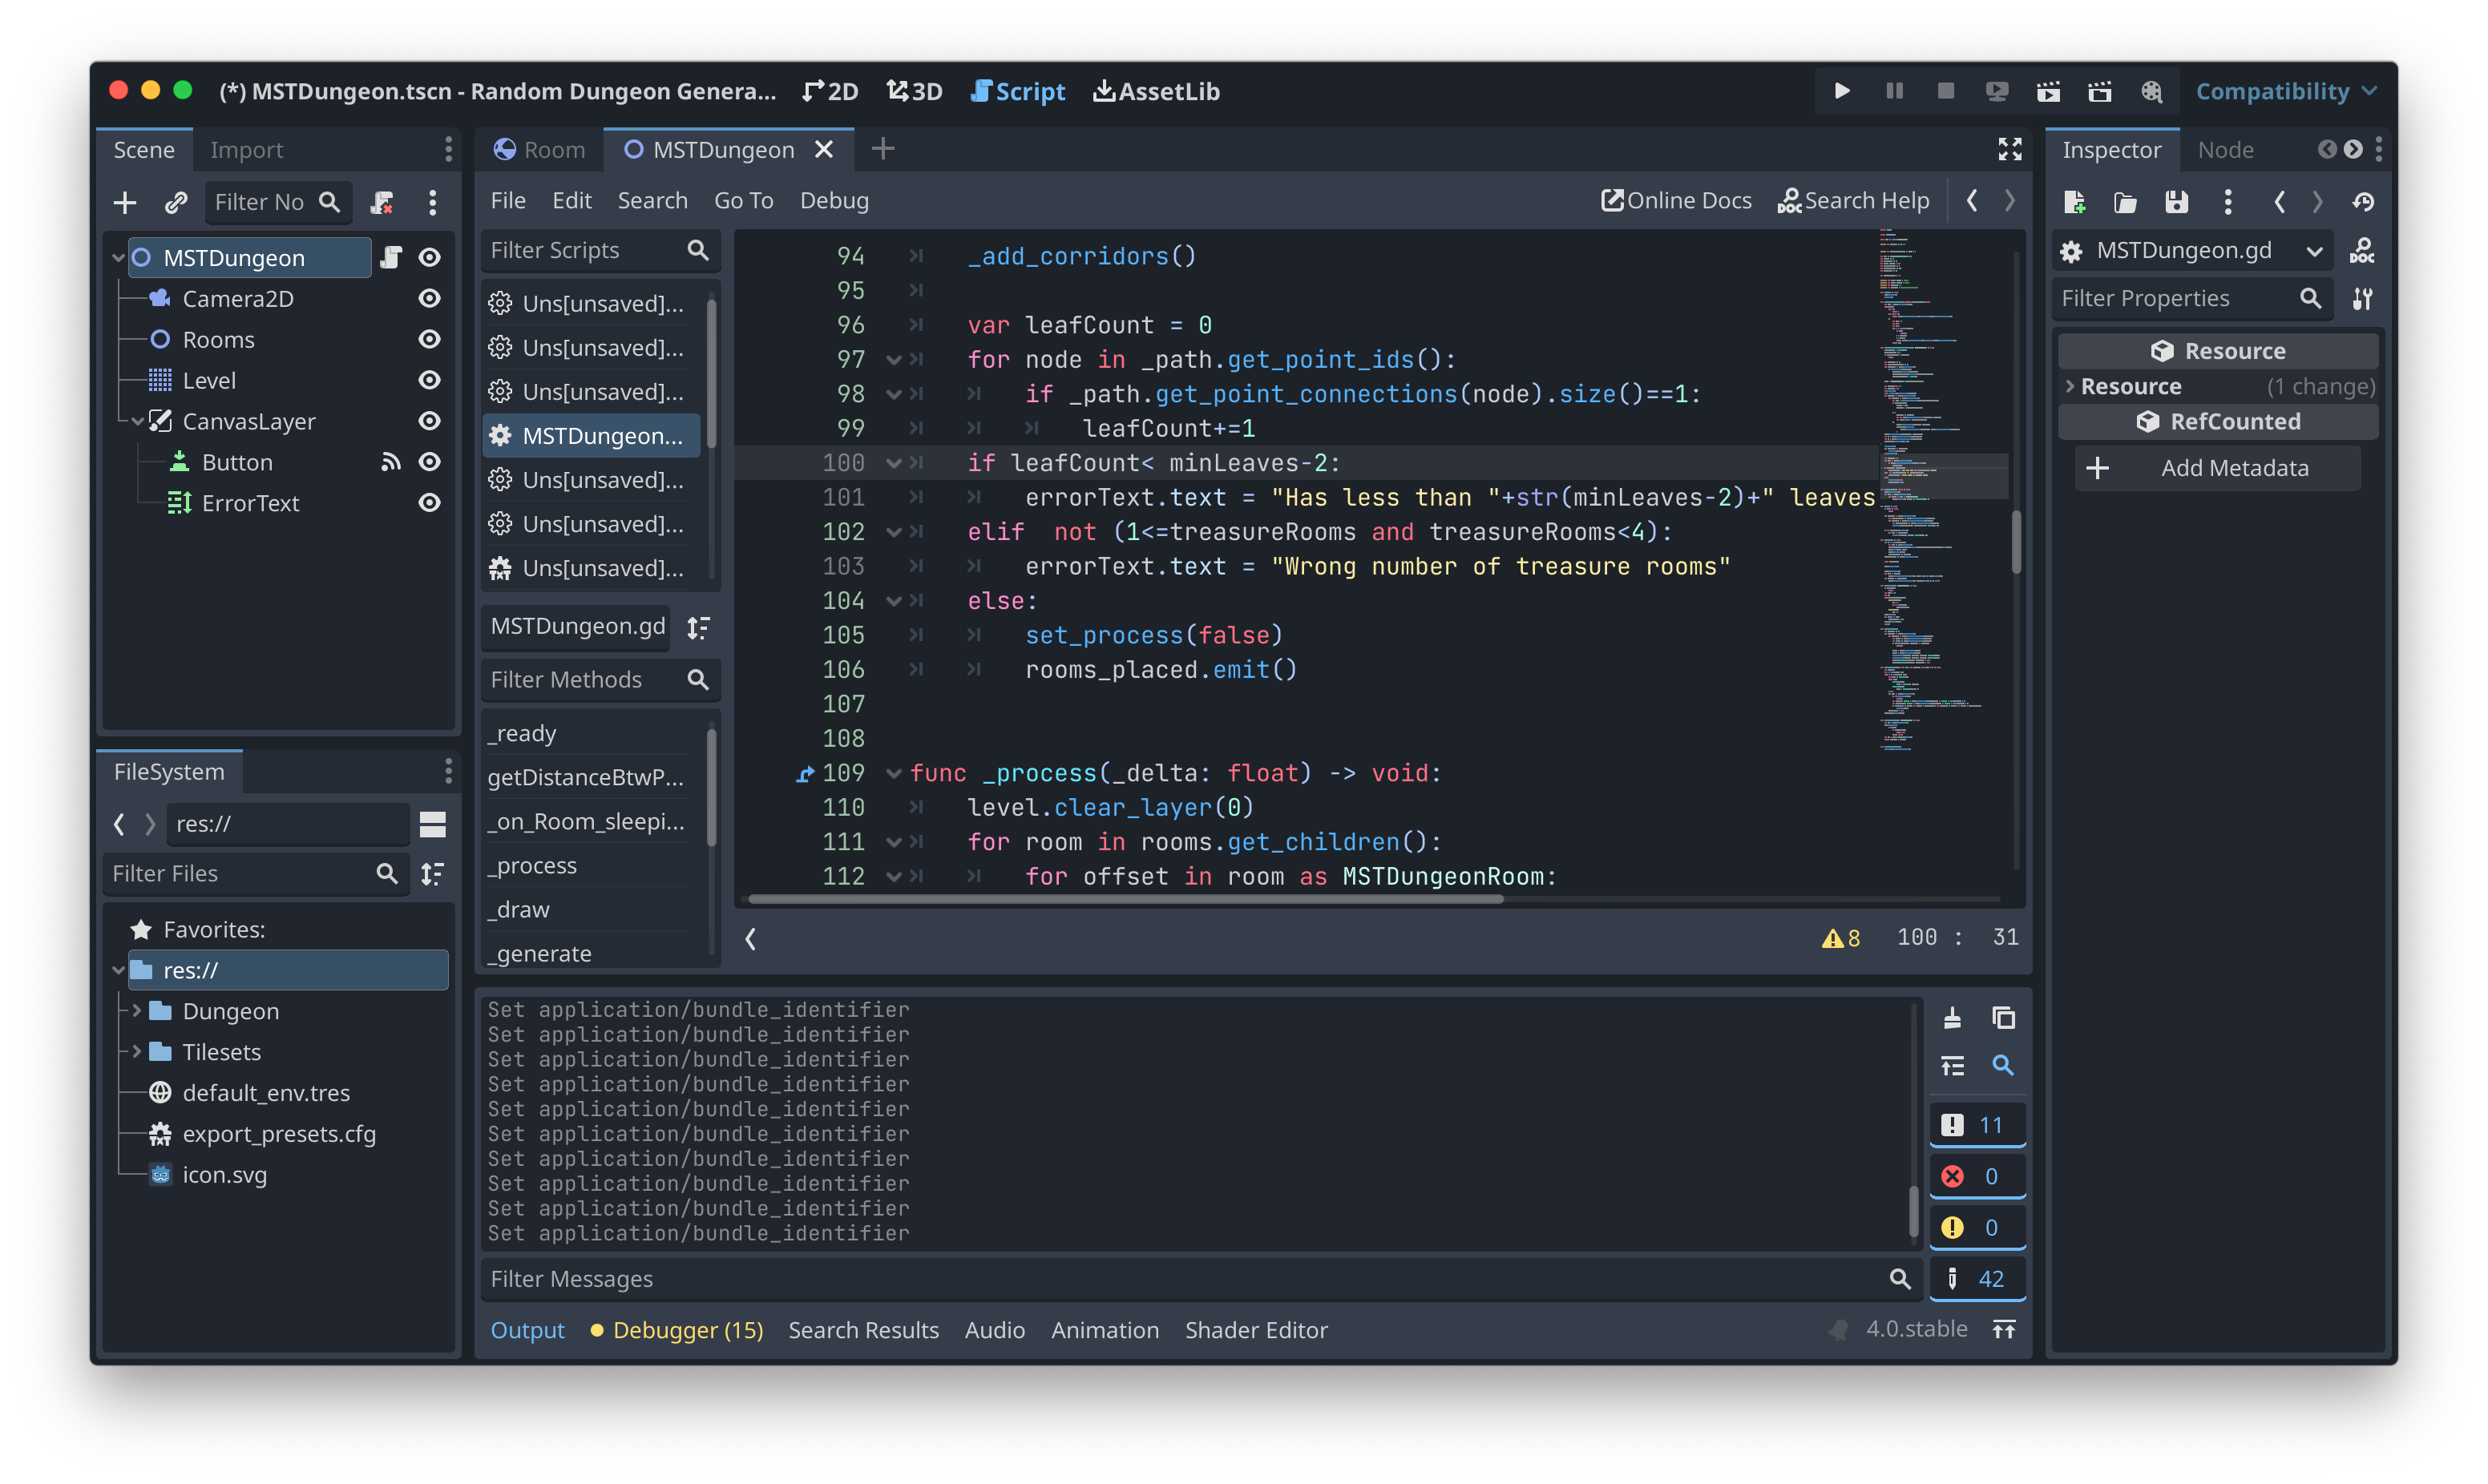 (*) MSTDungeon.tscn - Random Dungeon Genera...
2D
3D
Script
AssetLib
Compatibility
Scene
Import
Filter No
MSTDungeon
Camera2D
Rooms
Level
CanvasLayer
Button
ErrorText
FileSystem
res://
Filter Files
Favorites:
res://
Dungeon
Tilesets
default_env.tres
export_presets.cfg
icon.svg
Room
MSTDungeon
File
Edit
Search
Go To
Debug
Online Docs
DOC Search Help
Filter Scripts
Uns[unsaved]...
Uns[unsaved]...
Uns[unsaved]...
MSTDungeon...
Uns[unsaved]...
Uns[unsaved]...
Uns[unsaved]...
MSTDungeon.gd
Filter Methods
_ready
getDistanceBtwP...
_on_Room_sleepi...
_process
_draw
_generate
94 _add_corridors()
95
96 var leafCount = 0
97 for node in _path.get_point_ids():
98 if _path.get_point_connections(node).size()==1:
99 leafCount+=1
100 if leafCount< minLeaves-2:
101 errorText.text = "Has less than "+str(minLeaves-2)+" leaves
102 elif  not (1<=treasureRooms and treasureRooms<4):
103 errorText.text = "Wrong number of treasure rooms"
104 else:
105 set_process(false)
106 rooms_placed.emit()
107
108
109 func _process(_delta: float) -> void:
110 level.clear_layer(0)
111 for room in rooms.get_children():
112 for offset in room as MSTDungeonRoom:
8
100 : 31
Set application/bundle_identifier
Set application/bundle_identifier
Set application/bundle_identifier
Set application/bundle_identifier
Set application/bundle_identifier
Set application/bundle_identifier
Set application/bundle_identifier
Set application/bundle_identifier
Set application/bundle_identifier
Set application/bundle_identifier
11
0
0
42
Filter Messages
Output
Debugger (15)
Search Results
Audio
Animation
Shader Editor
4.0.stable
Inspector
Node
MSTDungeon.gd
DOC
Filter Properties
Resource
Resource (1 change)
RefCounted
Add Metadata